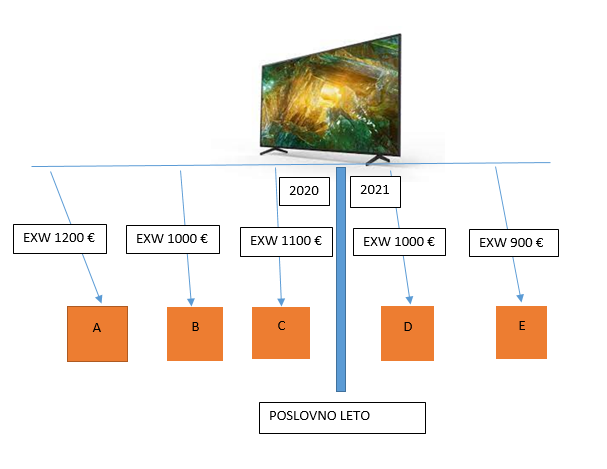 2020
2021
EXW 1200 €
EXW 1000 €
EXW 1100 €
EXW 1000 €
EXW 900 €
A
B
C
D
E
POSLOVNO LETO